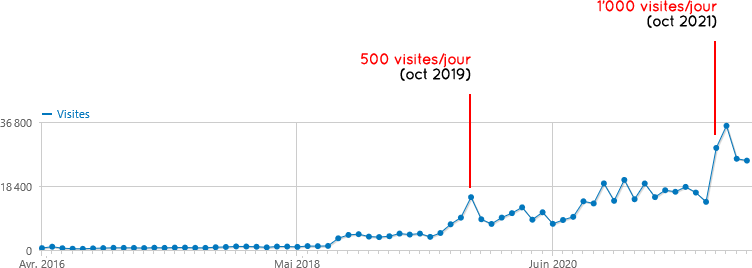 1'000 visites/jour
(oct 2021)
500 visites/jour
(oct 2019)
Visites
36 800
18 400
0
Avr. 2016
Mai 2018
Juin 2020